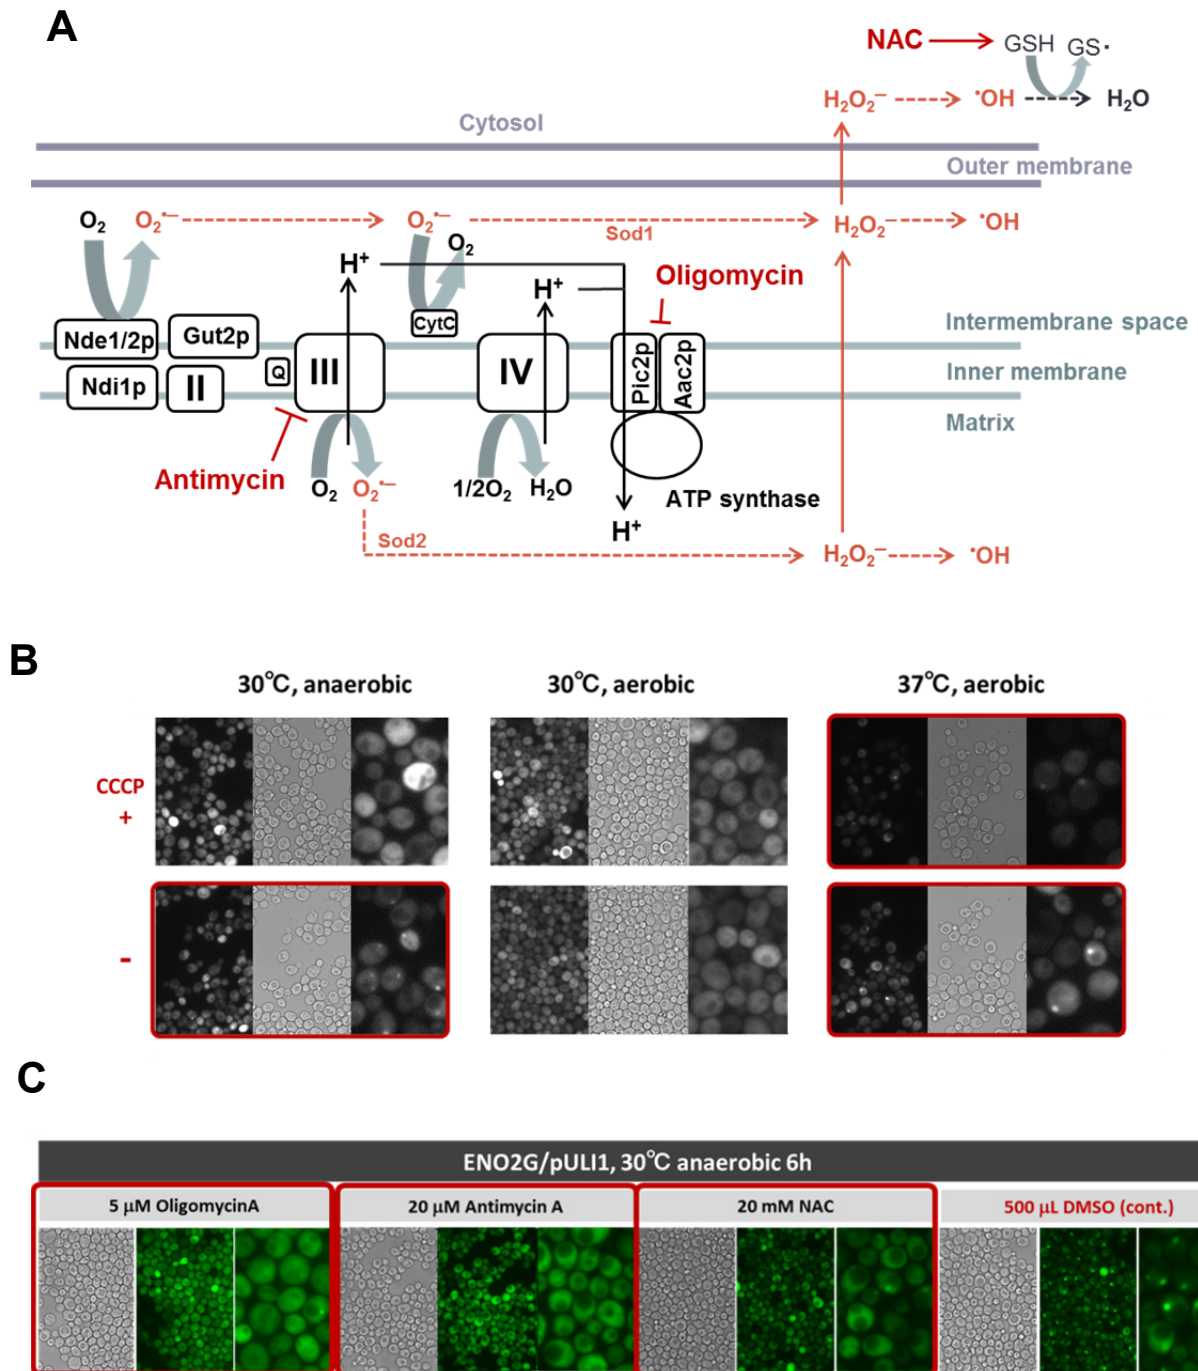 A
NAC
GSH GS·
H₂O₂⁻ ·OH H₂O
Cytosol
Outer membrane
O₂ O₂·⁻ O₂·⁻ O₂ Sod1 H₂O₂⁻ ·OH
H⁺ H⁺ Oligomycin
CytC
Nde1/2p Gut2p Intermembrane space
Ndi1p II Q III IV Pic2p Aac2p Inner membrane
Matrix
Antimycin
O₂ O₂·⁻ 1/2O₂ H₂O ATP synthase
H⁺
Sod2 H₂O₂⁻ ·OH
B
30℃, anaerobic 30℃, aerobic 37℃, aerobic
CCCP
+
-
C
ENO2G/pULI1, 30℃ anaerobic 6h
5 μM OligomycinA 20 μM Antimycin A 20 mM NAC 500 μL DMSO (cont.)